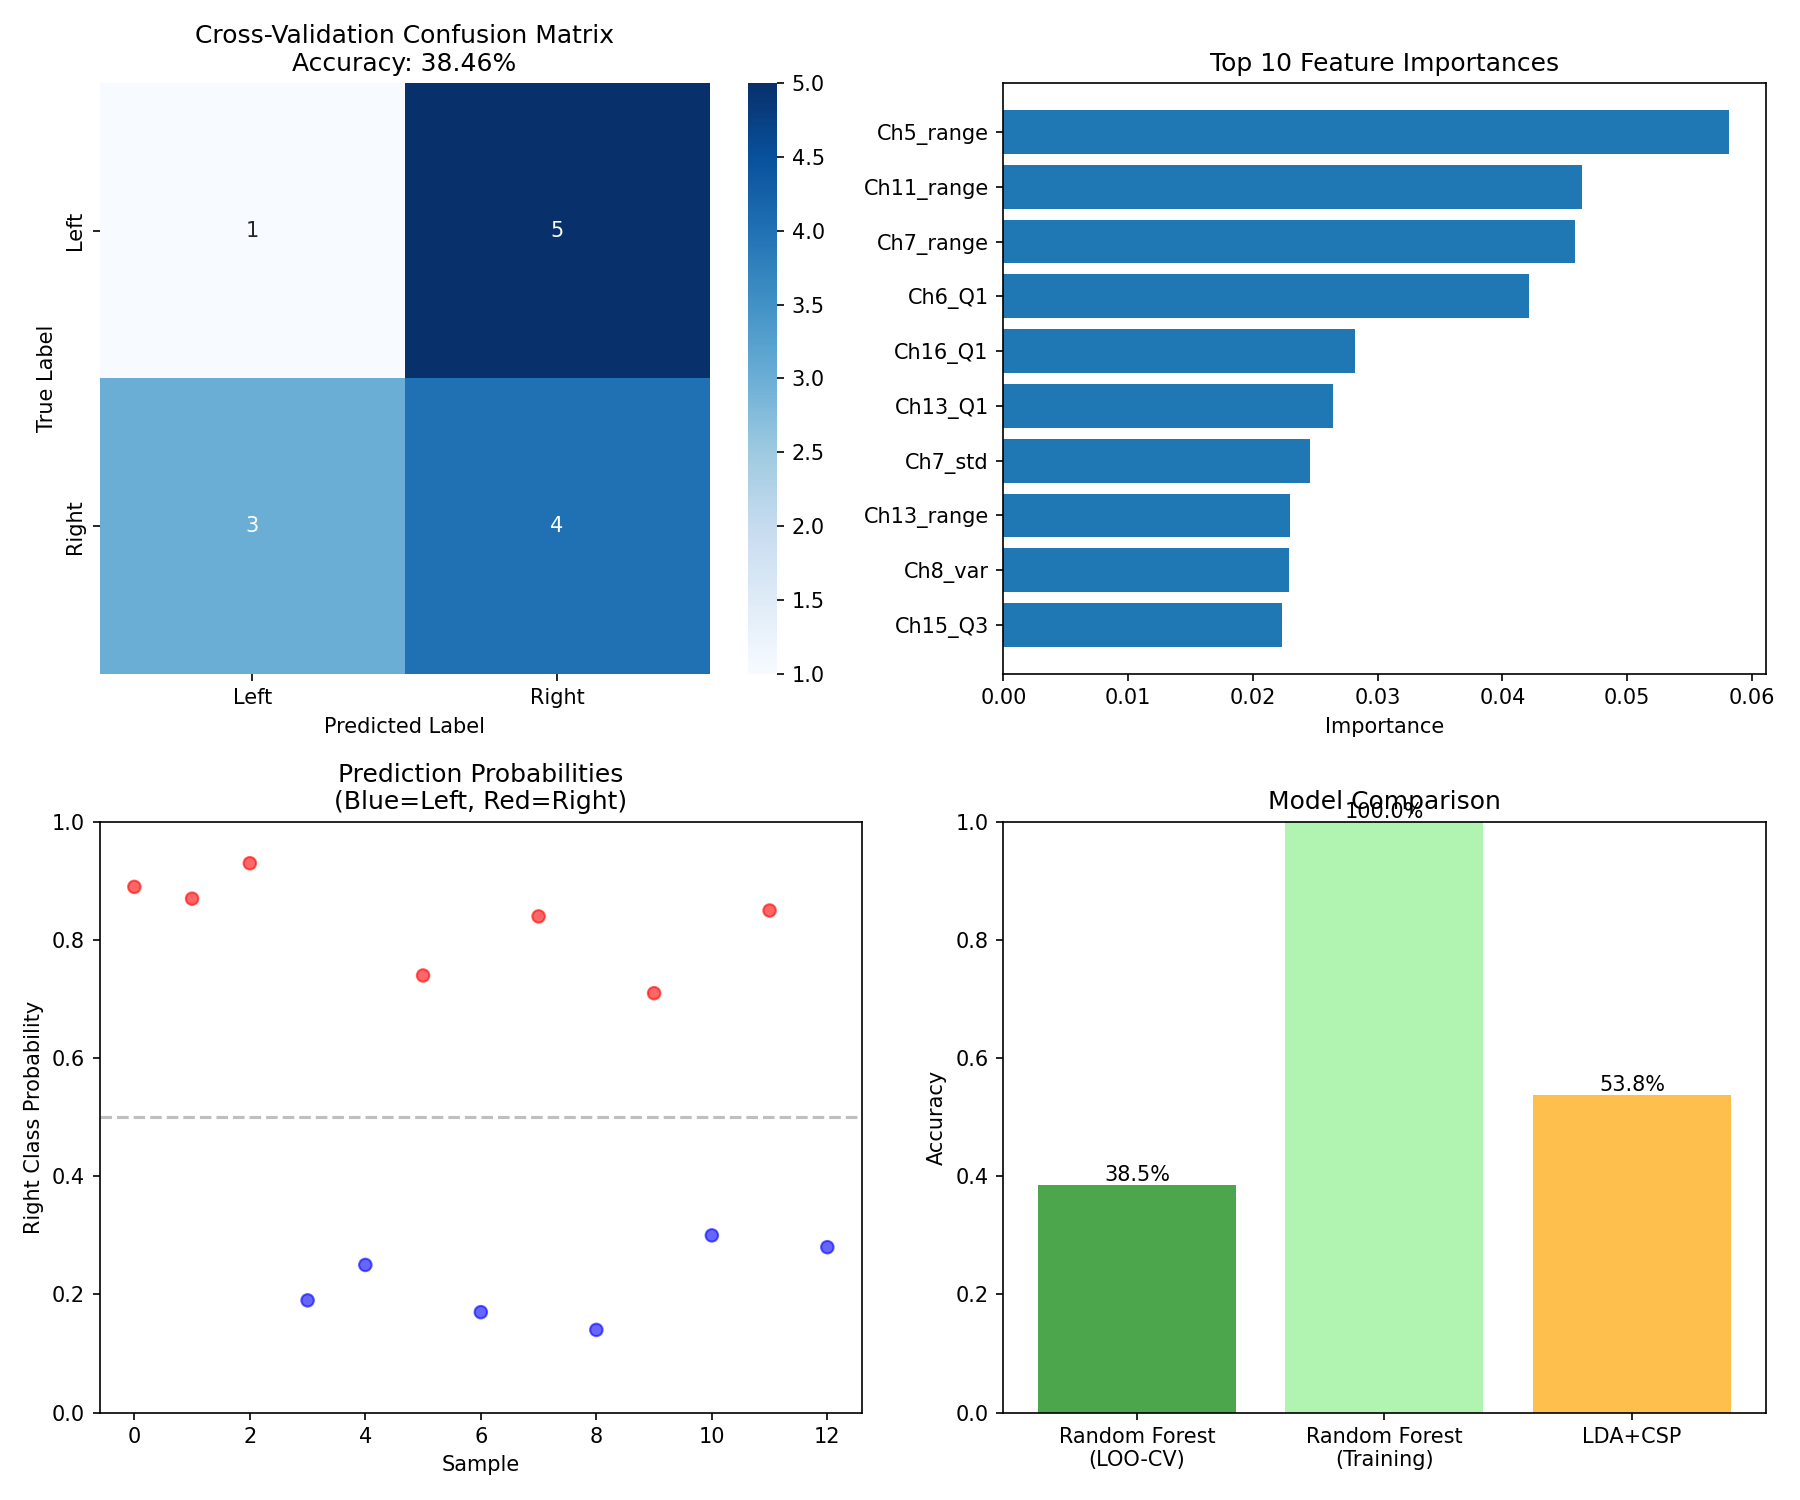 Cross-Validation Confusion Matrix
Accuracy: 38.46%
True Label
Left
Right
1
5
3
4
Left
Right
Predicted Label
5.0
4.5
4.0
3.5
3.0
2.5
2.0
1.5
1.0
Top 10 Feature Importances
Ch5_range
Ch11_range
Ch7_range
Ch6_Q1
Ch16_Q1
Ch13_Q1
Ch7_std
Ch13_range
Ch8_var
Ch15_Q3
0.00
0.01
0.02
0.03
0.04
0.05
0.06
Importance
Prediction Probabilities
(Blue=Left, Red=Right)
Right Class Probability
1.0
0.8
0.6
0.4
0.2
0.0
0
2
4
6
8
10
12
Sample
Model Comparison
100.0%
Accuracy
1.0
0.8
0.6
0.4
0.2
0.0
38.5%
53.8%
Random Forest
(LOO-CV)
Random Forest
(Training)
LDA+CSP